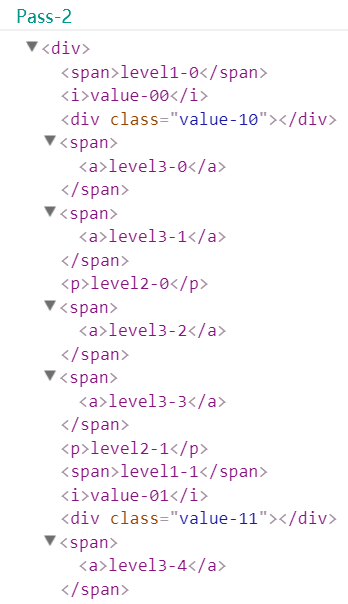 Pass-2
▼<div>
<span>level1-0</span>
<i>value-00</i>
<div class="value-10"></div>
▼<span>
<a>level3-0</a>
</span>
▼<span>
<a>level3-1</a>
</span>
<p>level2-0</p>
▼<span>
<a>level3-2</a>
</span>
▼<span>
<a>level3-3</a>
</span>
<p>level2-1</p>
<span>level1-1</span>
<i>value-01</i>
<div class="value-11"></div>
▼<span>
<a>level3-4</a>
</span>